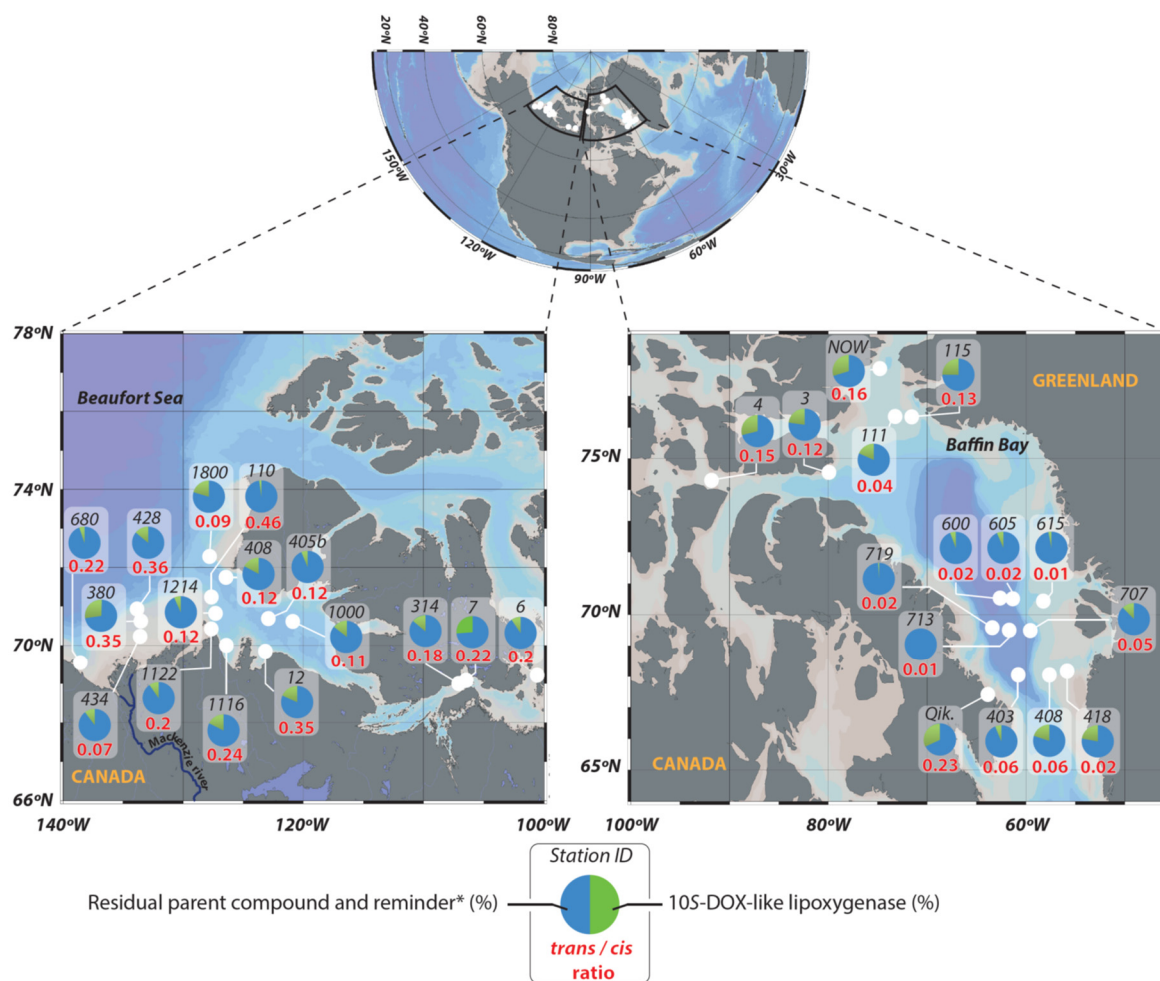 20°N
40°N
60°N
80°N
150°W
120°W
90°W
60°W
30°W
78°N
74°N
70°N
66°N
140°W
120°W
100°W
Beaufort Sea
1800
0.09
110
0.46
680
0.22
428
0.36
408
0.12
405b
0.12
380
0.35
1214
0.12
1000
0.11
314
0.18
7
0.22
6
0.2
434
0.07
1122
0.2
1116
0.24
12
0.35
Mackenzie river
CANADA
75°N
70°N
65°N
100°W
80°W
60°W
NOW
0.16
115
0.13
GREENLAND
4
0.15
3
0.12
111
0.04
Baffin Bay
600
0.02
605
0.02
615
0.01
719
0.02
713
0.01
707
0.05
Qik.
0.23
403
0.06
408
0.06
418
0.02
CANADA
Station ID
Residual parent compound and reminder* (%)
10S-DOX-like lipoxygenase (%)
trans / cis
ratio